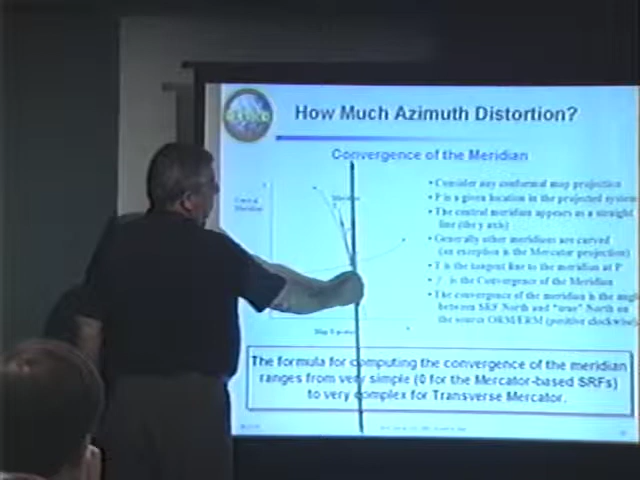 How Much Azimuth Distortion?
Convergence of the Meridian
Central
Meridian
Meridian
• Consider any conformal map projection
• P is a given location in the projected system
• The central meridian appears as a straight
line (the y axis)
• Generally other meridians are curved
(an exception is the Mercator projection)
• T is the tangent line to the meridian at P
is the Convergence of the Meridian
• The convergence of the meridian is the angle
between SRF North and "true" North on
the source ORM/ERM (positive clockwise)
The formula for computing the convergence of the meridian
ranges from very simple (0 for the Mercator-based SRFs)
to very complex for Transverse Mercator.